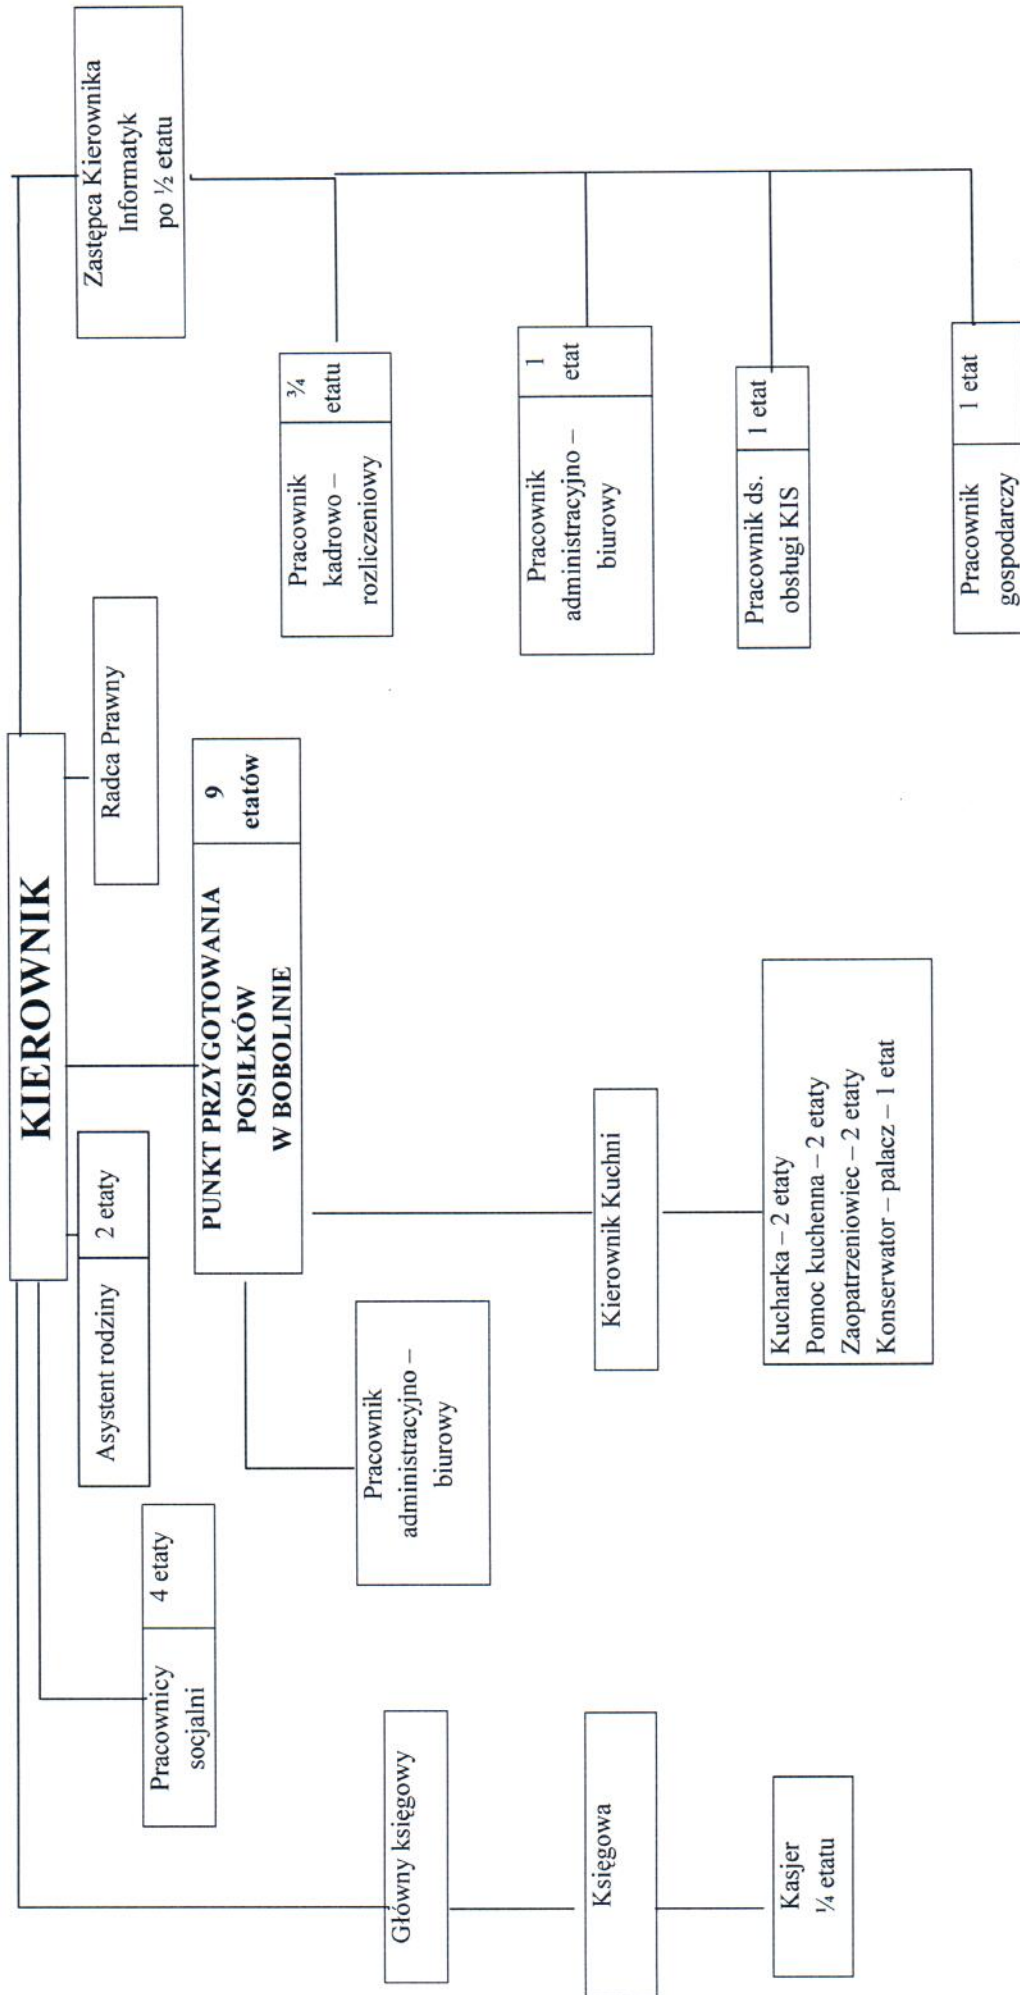 KIEROWNIK
Asystent rodziny
2 etaty
Radca Prawny
Zastępca Kierownika
Informatyk
po ½ etatu
Pracownicy
socjalni
4 etaty
PUNKT PRZYGOTOWANIA
POSIŁKÓW
W BOBOLINIE
9
etatów
Pracownik
kadrowo –
rozliczeniowy
¾
etatu
Główny księgowy
Pracownik
administracyjno –
biurowy
Pracownik
administracyjno –
biurowy
1
etat
Księgowa
Kierownik Kuchni
Pracownik ds.
obsługi KIS
1 etat
Kasjer
¼ etatu
Kucharka – 2 etaty
Pomoc kuchenna – 2 etaty
Zaopatrzeniowiec – 2 etaty
Konserwator – palacz – 1 etat
Pracownik
gospodarczy
1 etat